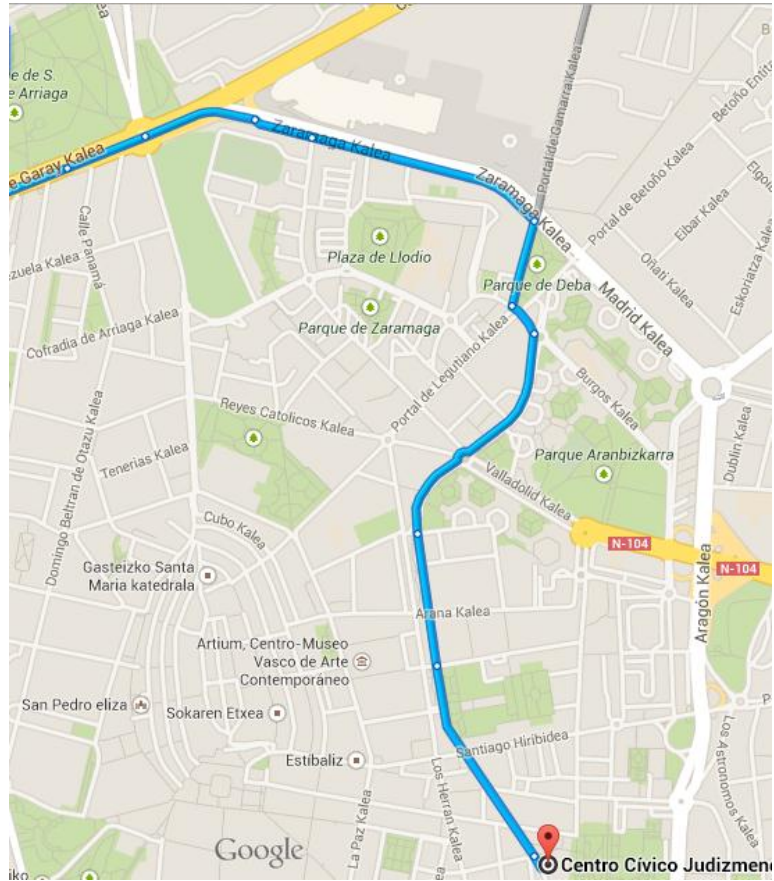 e de S.
e Arriaga
e Garay Kalea
Zaramaga Kalea
Portal de Gamarra Kalea
Betoño Entita
Portal de Betoño Kalea
Elgoi
Eibar Kalea
Oñati Kalea
Eskoriatza Kalea
Zaramaga Kalea
Calle Panamá
Plaza de Llodio
ezuela Kalea
Parque de Deba
Madrid Kalea
Parque de Zaramaga
Cofradia de Arriaga Kalea
Portal de Legutiano Kalea
Burgos Kalea
Reyes Catolicos Kalea
Domingo Beltran de Otazu Kalea
Tenerias Kalea
Parque Aranbizkarra
Dublin Kalea
Valladolid Kalea
Cubo Kalea
N-104
N-104
Gasteizko Santa
Maria katedrala
Aragón Kalea
Arana Kalea
Artium, Centro-Museo
Vasco de Arte
Contemporáneo
San Pedro eliza
Sokaren Etxea
Santiago Hiribidea
Los Astronomos Kalea
Estíbaliz
Los Herran Kalea
La Paz Kalea
Google
Centro Cívico Judizmend
iko